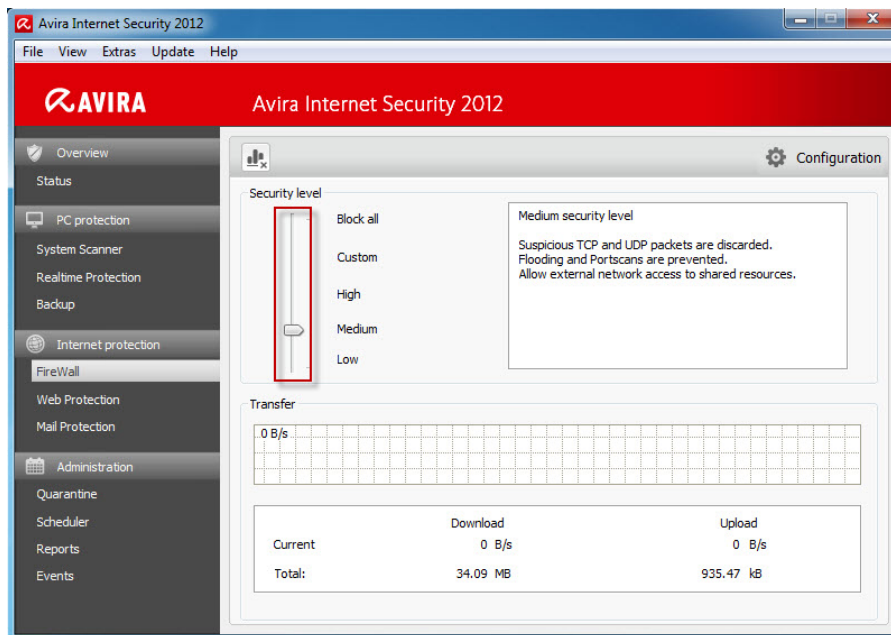 Avira Internet Security 2012
File View Extras Update Help
AVIRA
Avira Internet Security 2012
Overview
Status
PC protection
System Scanner
Realtime Protection
Backup
Internet protection
FireWall
Web Protection
Mail Protection
Administration
Quarantine
Scheduler
Reports
Events
Configuration
Security level
Block all
Custom
High
Medium
Low
Medium security level
Suspicious TCP and UDP packets are discarded.
Flooding and Portscans are prevented.
Allow external network access to shared resources.
Transfer
0 B/s
Download Upload
Current 0 B/s 0 B/s
Total: 34.09 MB 935.47 kB